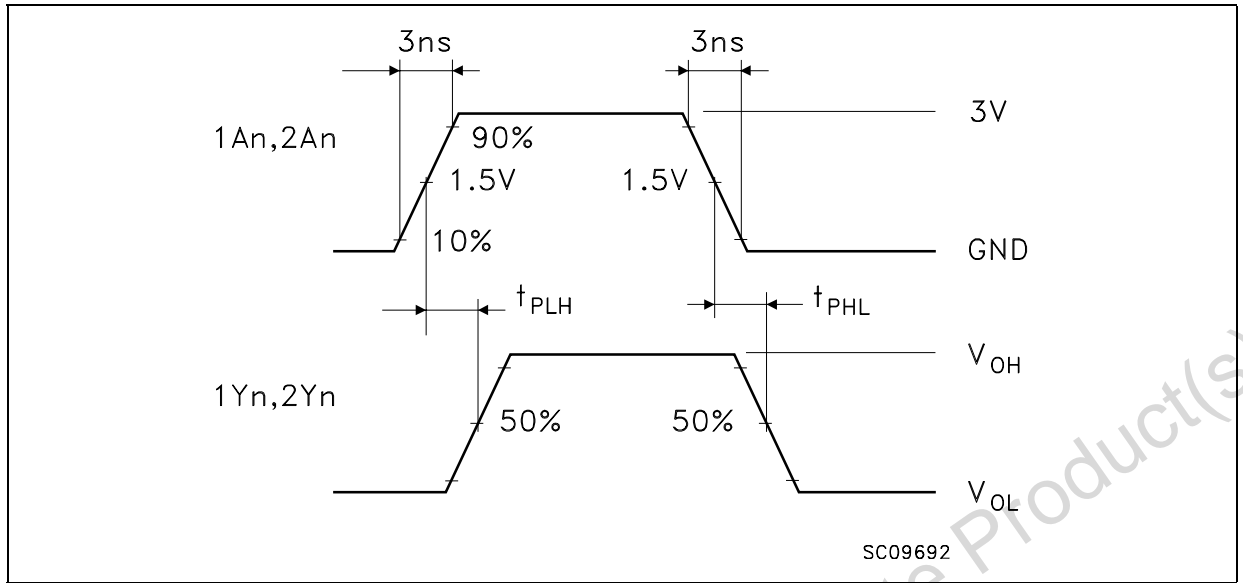 3ns 3ns
3V
1An,2An
90%
1.5V 1.5V
10%
GND
tPLH tPHL
VOH
1Yn,2Yn
50% 50%
VOL
SC09692
Product(s)